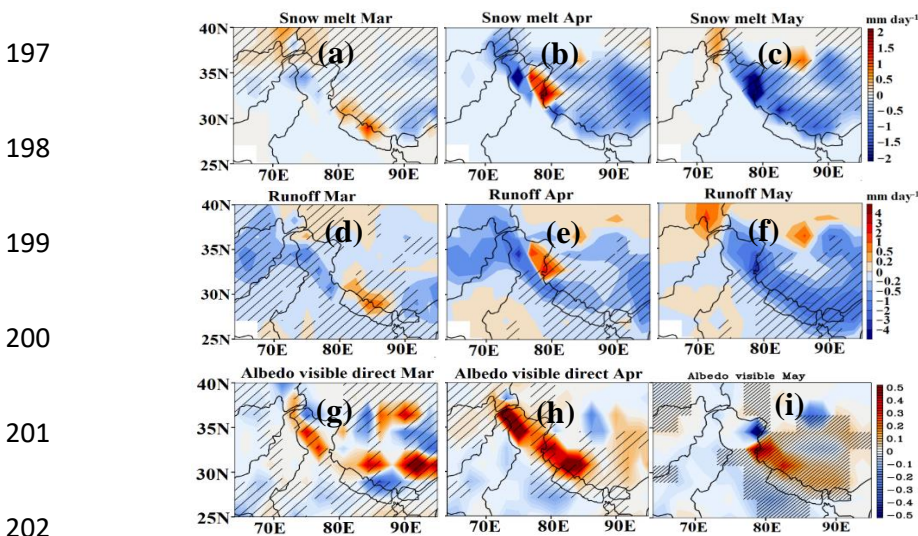 Snow melt Mar Snow melt Apr Snow melt May mm day⁻¹
197
40N (a) (b) (c) 2
35N 1.5
1
0.5
30N 0
198 −0.5
−1
−1.5
25N −2
70E 80E 90E 70E 80E 90E 70E 80E 90E
Runoff Mar Runoff Apr Runoff May mm day⁻¹
199
40N (d) (e) (f) 4
35N 3
2
0.5
0.2
30N 0
−0.2
−0.5
−2
−3
200 25N −4
70E 80E 90E 70E 80E 90E 70E 80E 90E
Albedo visible direct Mar Albedo visible direct Apr Albedo visible May
40N (g) (h) (i) 0.5
0.4
201 35N 0.3
0.2
0.1
0
30N −0.1
−0.2
−0.3
−0.4
202 25N −0.5
70E 80E 90E 70E 80E 90E 70E 80E 90E